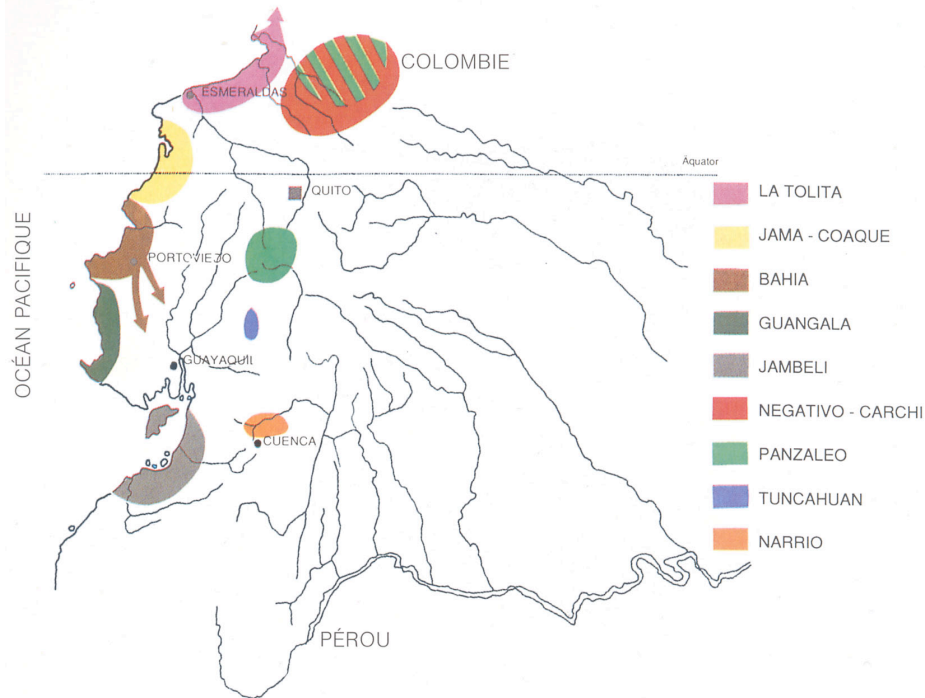 COLOMBIE
ESMERALDAS
Äquator
QUITO
OCÉAN PACIFIQUE
PORTOVIEJO
GUAYAQUIL
CUENCA
PÉROU
LA TOLITA
JAMA - COAQUE
BAHIA
GUANGALA
JAMBELI
NEGATIVO - CARCHI
PANZALEO
TUNCAHUAN
NARRIO